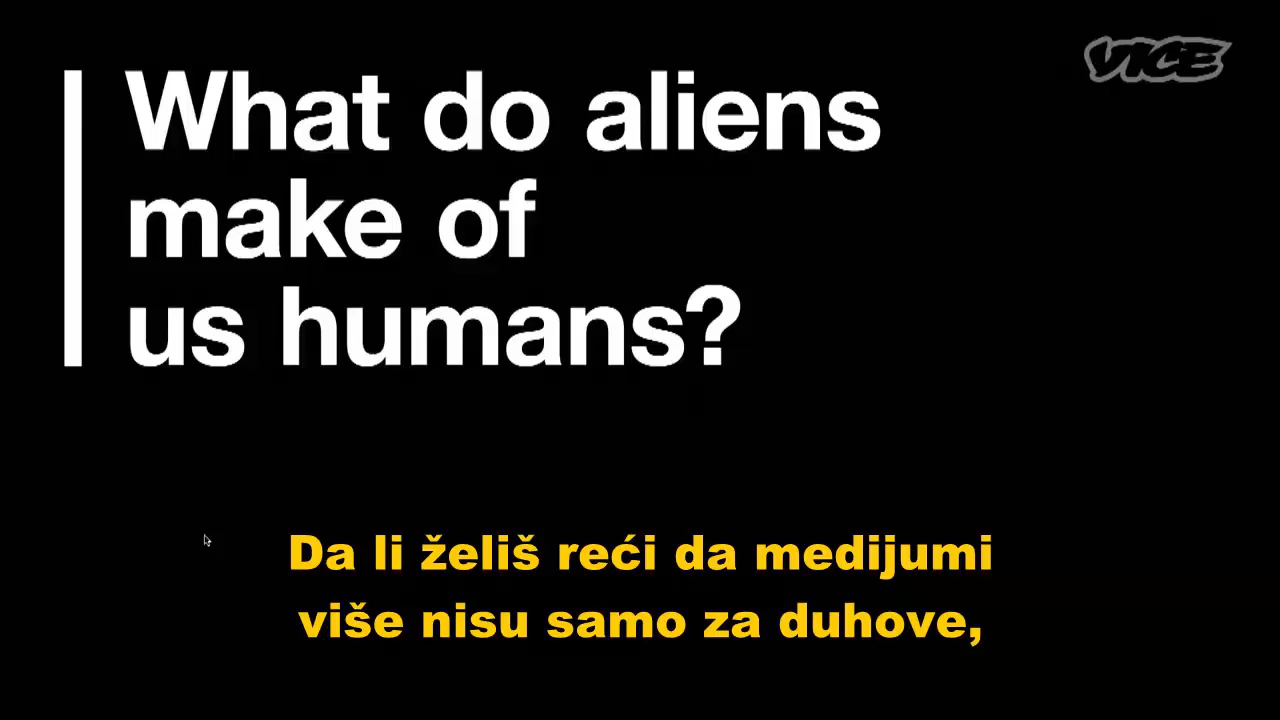 VICE
What do aliens
make of
us humans?
Da li želiš reći da medijumi
više nisu samo za duhove,